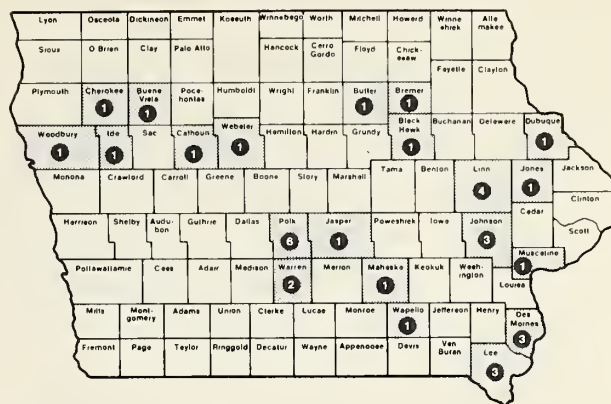 Lyon Osceola Dickinson Emmet Kossuth Winnebago Worth Mitchell Howard Winne shiek Alla makee
Sioux O Brien Clay Palo Alto Hancock Cerro Gordo Floyd Chick- asaw
Fayette Clayton
Plymouth Cherokee 1 Buena Vista 1 Poca- hontas Humboldt Wright Franklin Butler 1 Bremer 1
Woodbury 1 Ida 1 Sac Calhoun 1 Webster 1 Hamilton Hardin Grundy Black Hawk 1 Buchanan Delaware Dubuque 1
Monona Crawford Carroll Greene Boone Story Marshall Tama Benton Linn 4 Jones 1 Jackson
Clinton
Cedar
Harrison Shelby Audu- bon Guthrie Dallas Polk 6 Jasper 1 Poweshiek Iowa Johnson 3 Scott
Muscatine 1
Pottawattamie Cass Adair Madison Warren 2 Marion Mahaska 1 Keokuk Wash- ington
Louisa
Mills Mont- gomery Adams Union Clarke Lucas Monroe Wapello 1 Jefferson Henry Des Moines 3
Fremont Page Taylor Ringgold Decatur Wayne Appanoose Davis Van Buren Lee 3